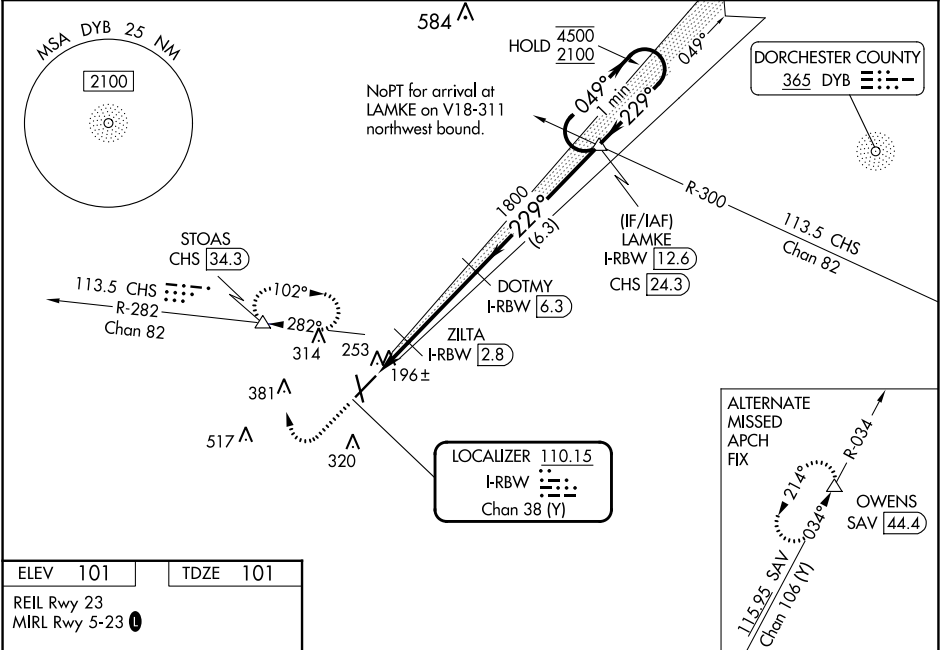 MSA DYB 25 NM
2100
584
HOLD 4500
2100
049°
1 min
229°
049°
NoPT for arrival at
LAMKE on V18-311
northwest bound.
DORCHESTER COUNTY
365 DYB
R-300
113.5 CHS
Chan 82
1800
229°
(6.3)
(IF/IAF)
LAMKE
I-RBW 12.6
CHS 24.3
STOAS
CHS 34.3
113.5 CHS
R-282
Chan 82
102°
282°
DOTMY
I-RBW 6.3
ZILTA
I-RBW 2.8
314
253
196±
381
517
320
LOCALIZER 110.15
I-RBW
Chan 38 (Y)
ALTERNATE
MISSED
APCH
FIX
R-034
214°
034°
OWENS
SAV 44.4
115.95 SAV
Chan 106 (Y)
ELEV 101
TDZE 101
REIL Rwy 23
MIRL Rwy 5-23 L